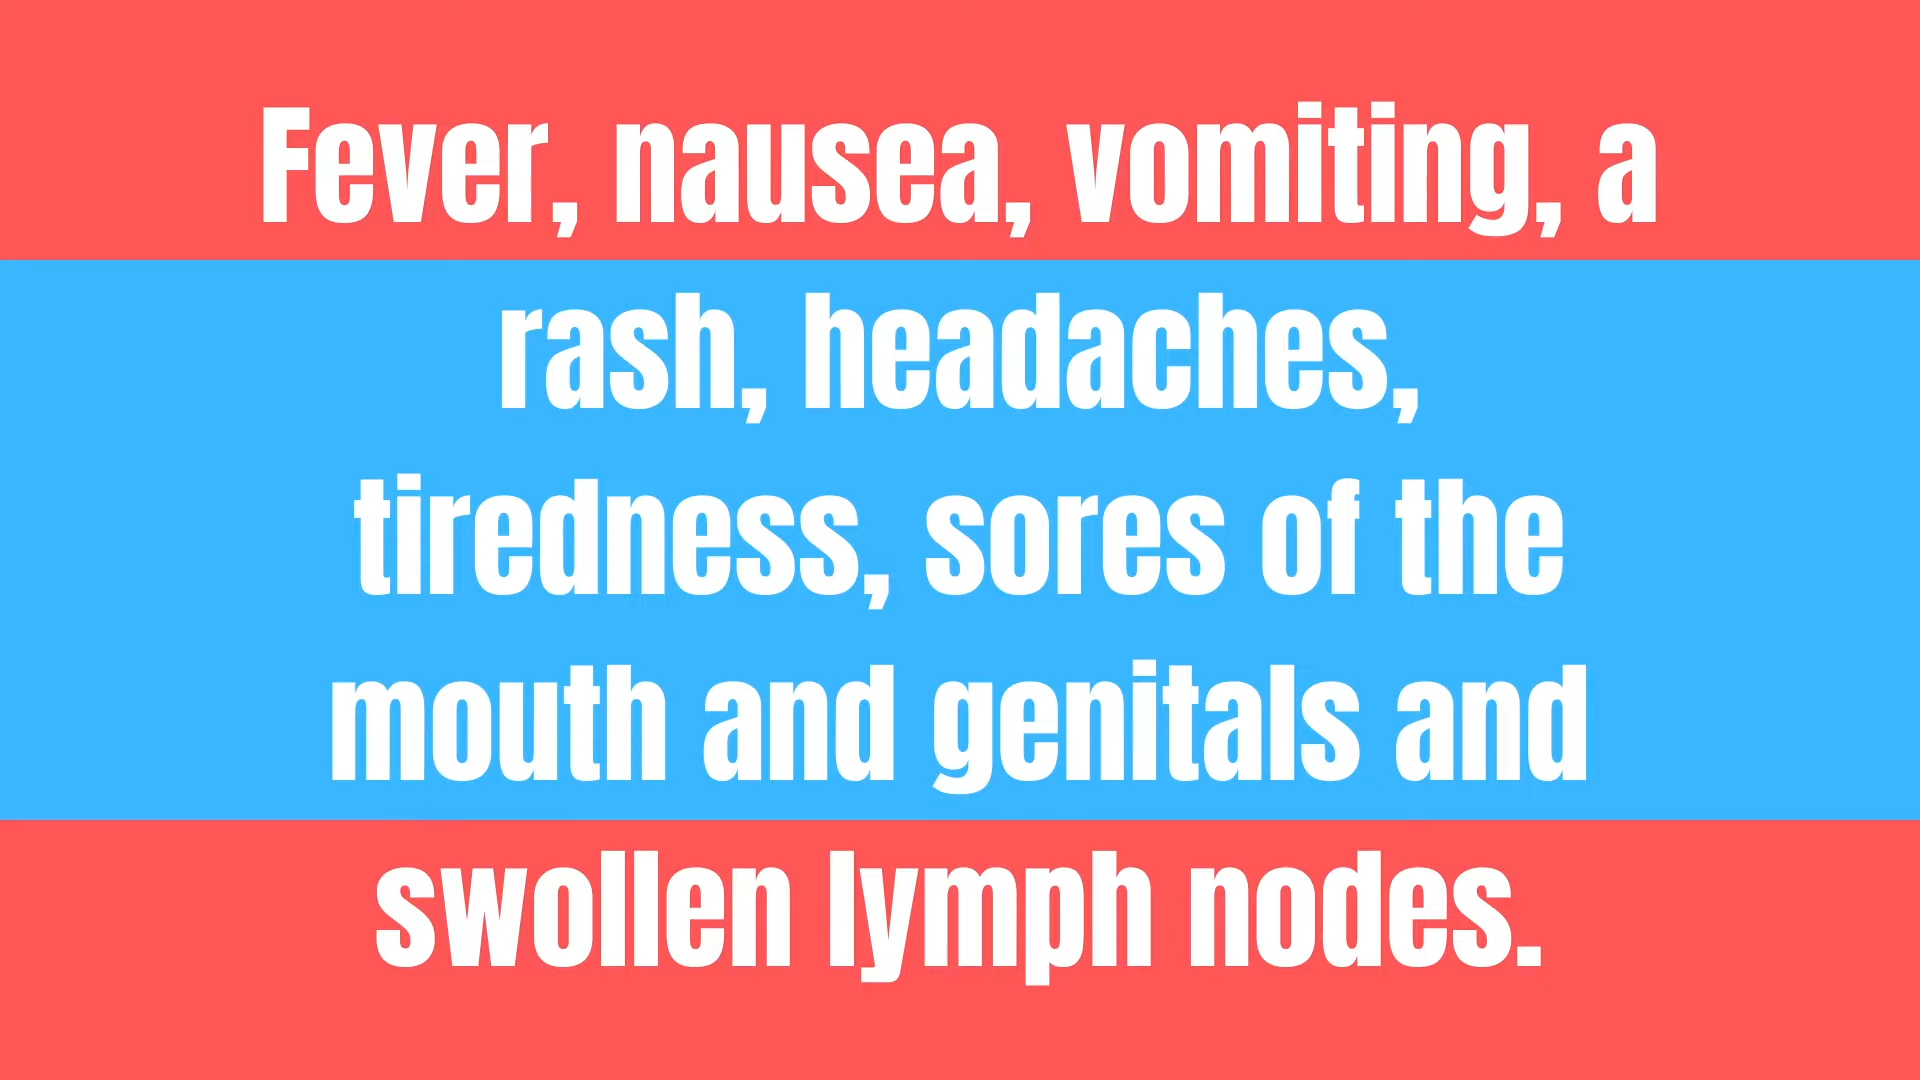 Fever, nausea, vomiting, a
rash, headaches,
tiredness, sores of the
mouth and genitals and
swollen lymph nodes.